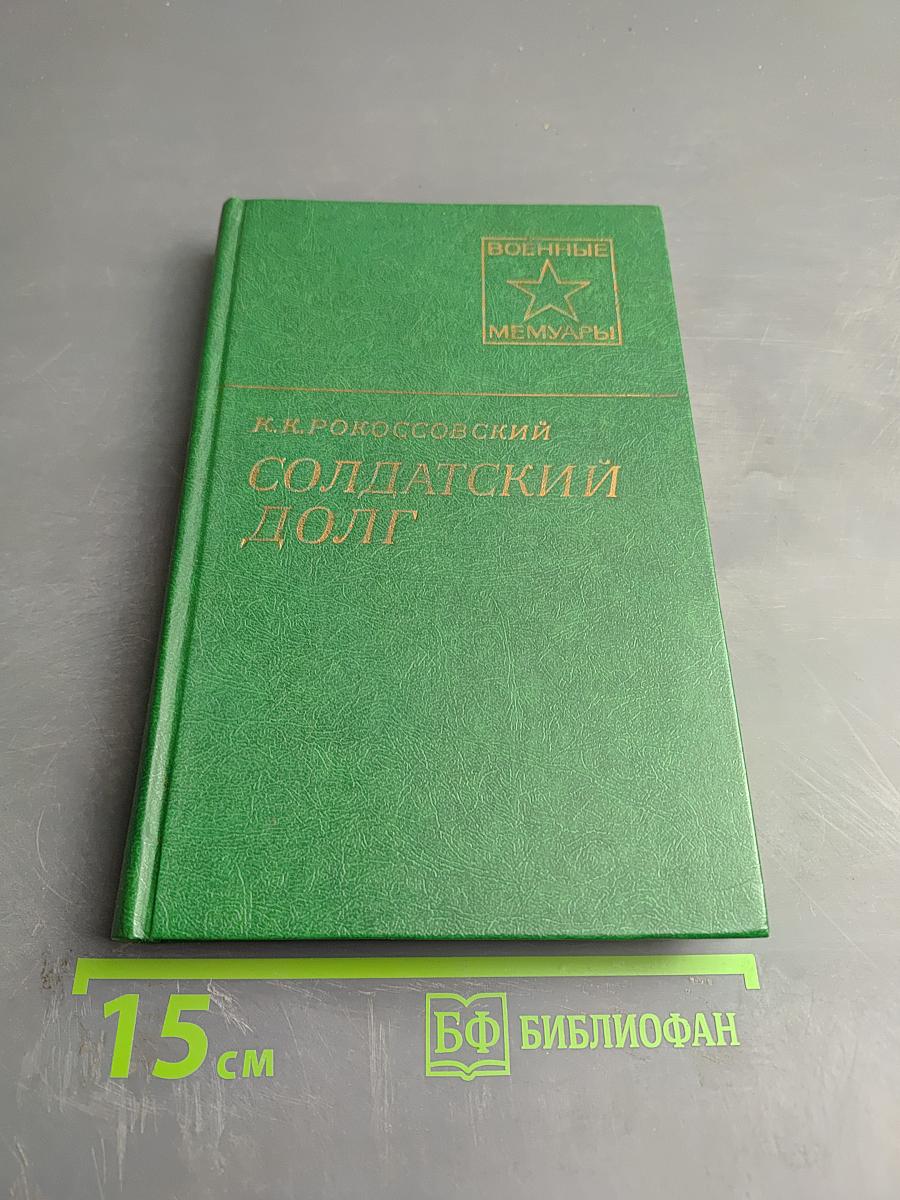 ВОЕННЫЕ
МЕМУАРЫ
К.К.РОКОССОВСКИЙ
СОЛДАТСКИЙ
ДОЛГ
15 см
БФ БИБЛИОФАН